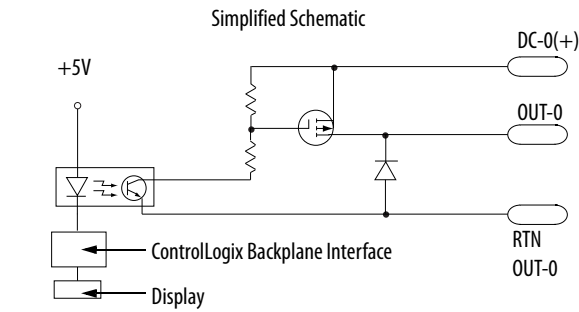 Simplified Schematic
DC-0(+)
+5V
OUT-0
RTN
OUT-0
ControlLogix Backplane Interface
Display